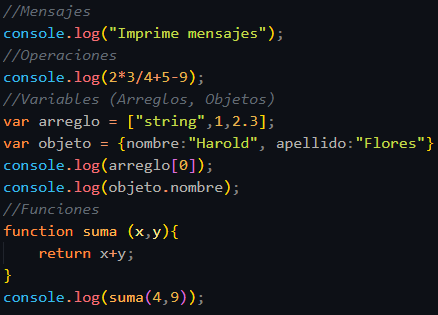 //Mensajes
console.log("Imprime mensajes");
//Operaciones
console.log(2*3/4+5-9);
//Variables (Arreglos, Objetos)
var arreglo = ["string",1,2.3];
var objeto = {nombre:"Harold", apellido:"Flores"}
console.log(arreglo[0]);
console.log(objeto.nombre);
//Funciones
function suma (x,y){
    return x+y;
}
console.log(suma(4,9));